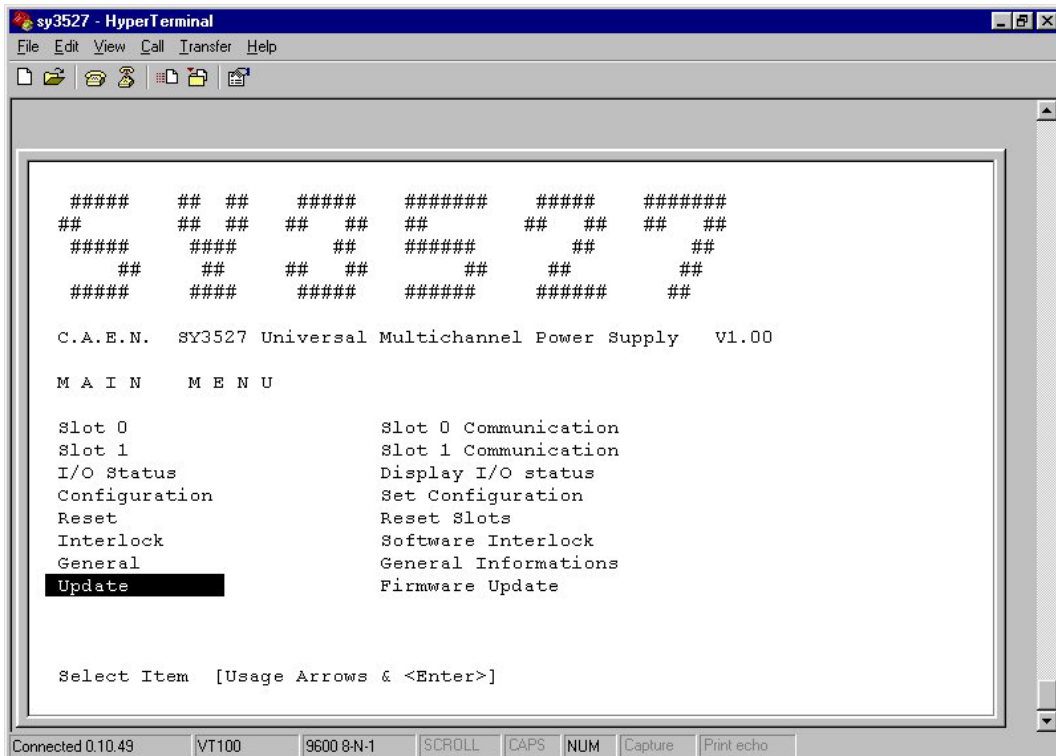 sy3527 - HyperTerminal
File Edit View Call Transfer Help
SY3527
C.A.E.N. SY3527 Universal Multichannel Power Supply V1.00
M A I N M E N U
Slot 0 Slot 0 Communication
Slot 1 Slot 1 Communication
I/O Status Display I/O status
Configuration Set Configuration
Reset Reset Slots
Interlock Software Interlock
General General Informations
Update Firmware Update
Select Item [Usage Arrows & <Enter>]
Connected 0.10.49 VT100 9600 8-N-1 SCROLL CAPS NUM Capture Print echo